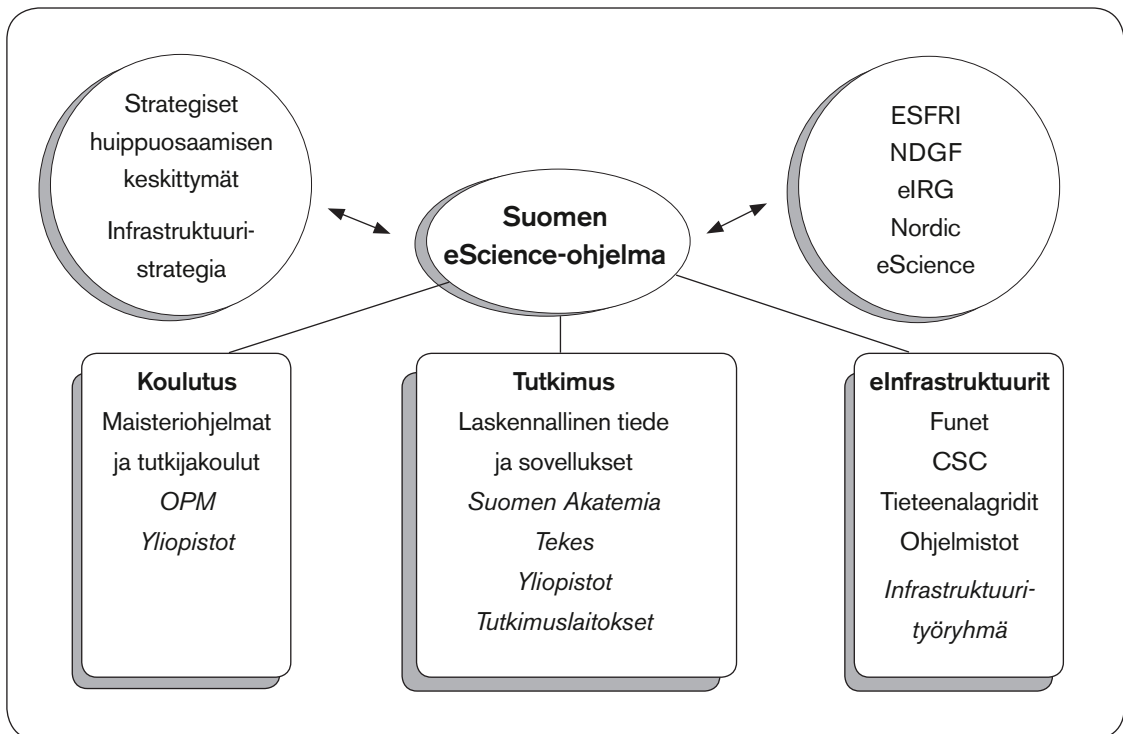 Strategiset
huippuosaamisen
keskittymät
Infrastruktuuri-
strategia
Suomen
eScience-ohjelma
ESFRI
NDGF
eIRG
Nordic
eScience
Koulutus
Maisteriohjelmat
ja tutkijakoulut
OPM
Yliopistot
Tutkimus
Laskennallinen tiede
ja sovellukset
Suomen Akatemia
Tekes
Yliopistot
Tutkimuslaitokset
eInfrastruktuurit
Funet
CSC
Tieteenalagridit
Ohjelmistot
Infrastruktuuri-
työryhmä